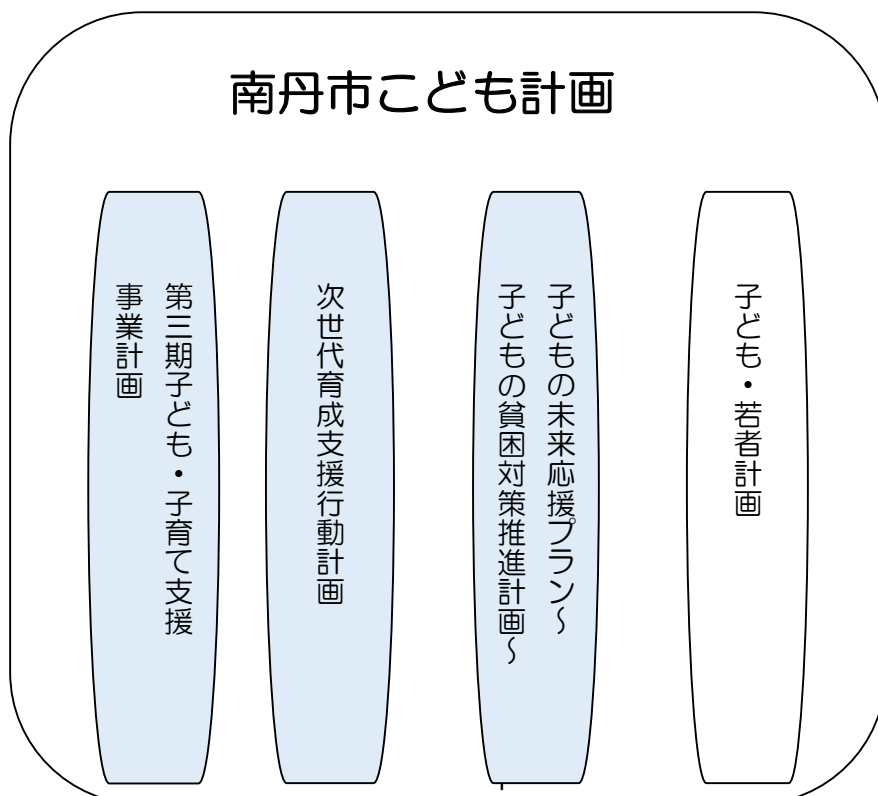 南丹市こども計画
第三期子ども・子育て支援
事業計画
次世代育成支援行動計画
子どもの未来応援プラン～
子どもの貧困対策推進計画～
子ども・若者計画